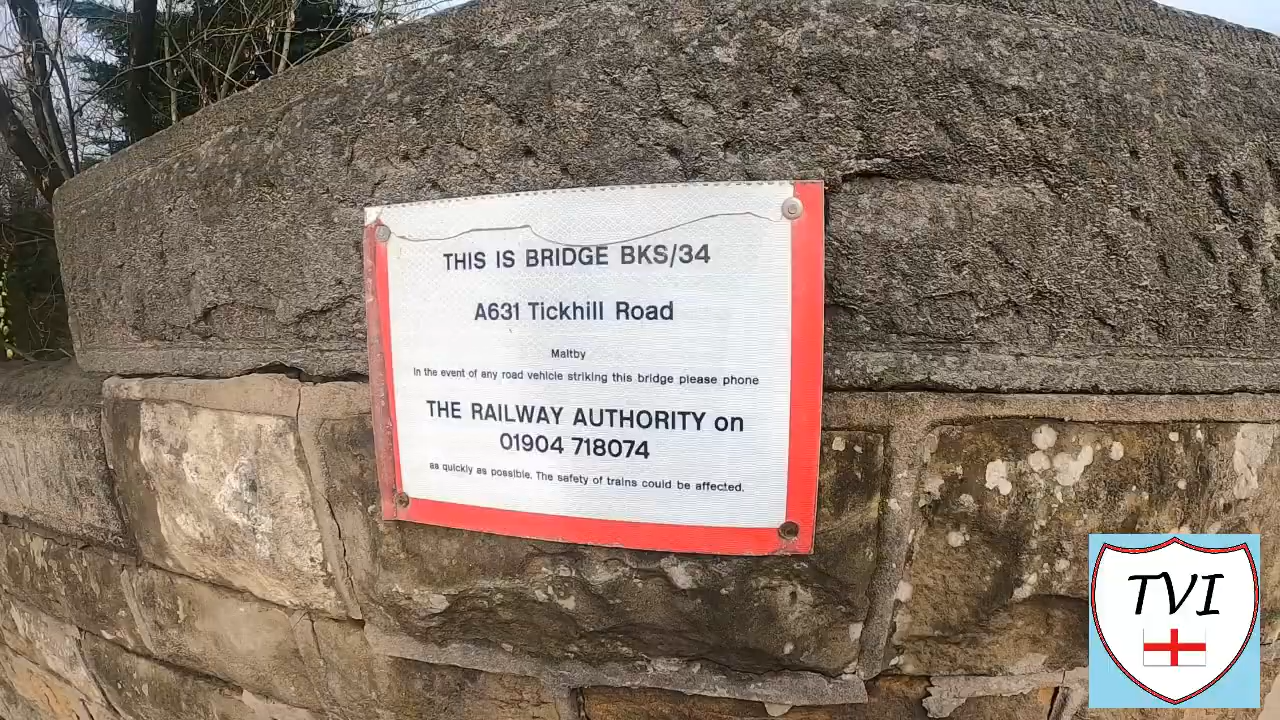 THIS IS BRIDGE BKS/34
A631 Tickhill Road
Maltby
In the event of any road vehicle striking this bridge please phone
THE RAILWAY AUTHORITY on
01904 718074
as quickly as possible. The safety of trains could be affected.
TVI